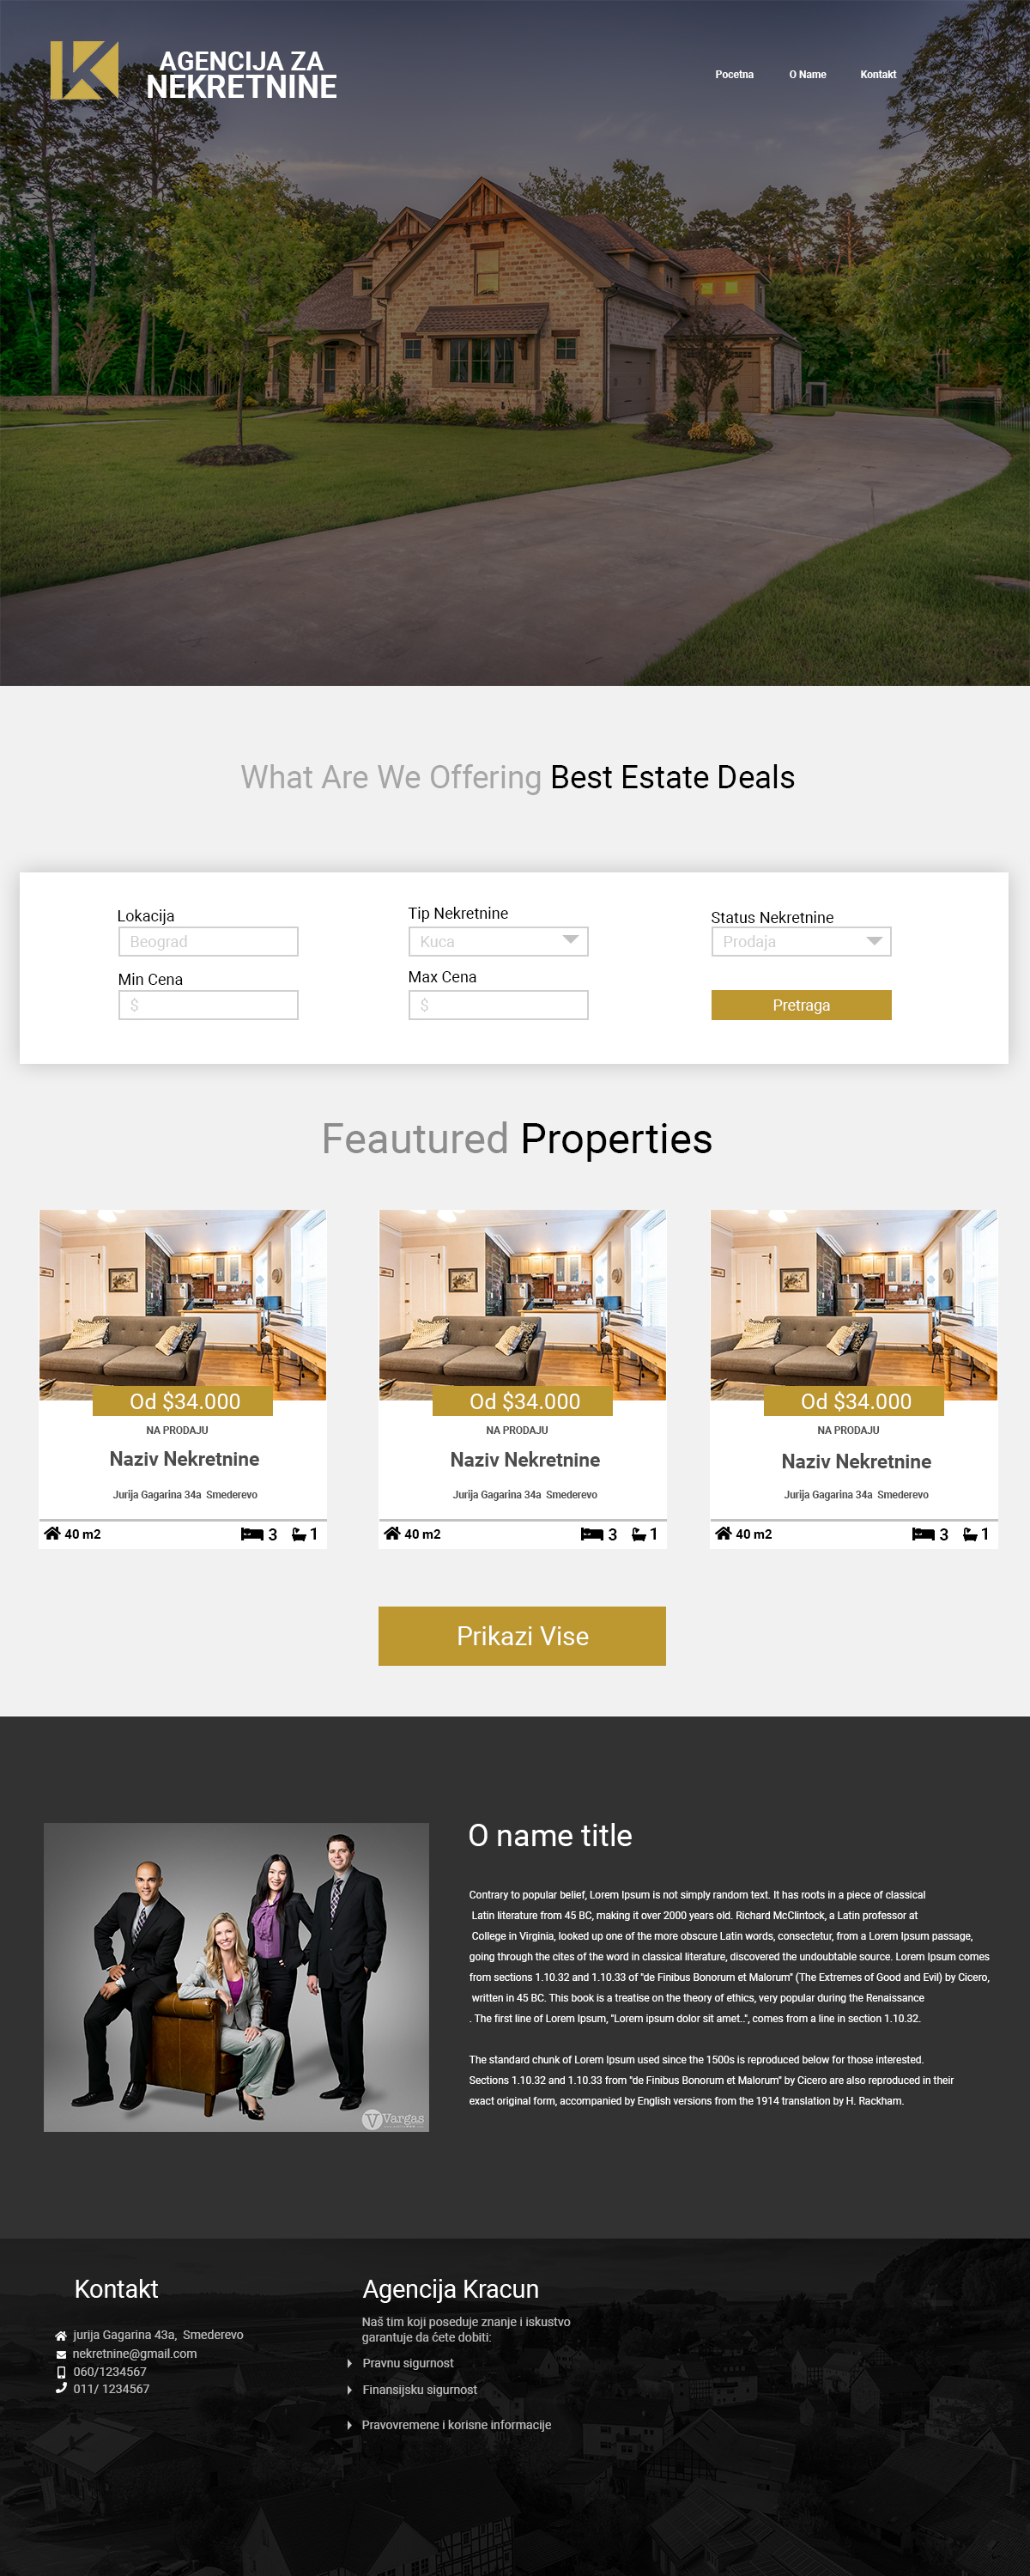 AGENCIJA ZA
NEKRETNINE
Pocetna O Name Kontakt
What Are We Offering Best Estate Deals
Lokacija
Beograd
Tip Nekretnine
Kuca
Status Nekretnine
Prodaja
Min Cena
$
Max Cena
$
Pretraga
Feautured Properties
Od $34.000
NA PRODAJU
Naziv Nekretnine
Jurija Gagarina 34a Smederevo
40 m2 3 1
Od $34.000
NA PRODAJU
Naziv Nekretnine
Jurija Gagarina 34a Smederevo
40 m2 3 1
Od $34.000
NA PRODAJU
Naziv Nekretnine
Jurija Gagarina 34a Smederevo
40 m2 3 1
Prikazi Vise
Vargas
O name title
Contrary to popular belief, Lorem Ipsum is not simply random text. It has roots in a piece of classical
Latin literature from 45 BC, making it over 2000 years old. Richard McClintock, a Latin professor at
College in Virginia, looked up one of the more obscure Latin words, consectetur, from a Lorem Ipsum passage,
going through the cites of the word in classical literature, discovered the undoubtable source. Lorem Ipsum comes
from sections 1.10.32 and 1.10.33 of "de Finibus Bonorum et Malorum" (The Extremes of Good and Evil) by Cicero,
written in 45 BC. This book is a treatise on the theory of ethics, very popular during the Renaissance
. The first line of Lorem Ipsum, "Lorem ipsum dolor sit amet..", comes from a line in section 1.10.32.
The standard chunk of Lorem Ipsum used since the 1500s is reproduced below for those interested.
Sections 1.10.32 and 1.10.33 from "de Finibus Bonorum et Malorum" by Cicero are also reproduced in their
exact original form, accompanied by English versions from the 1914 translation by H. Rackham.
Kontakt
jurija Gagarina 43a, Smederevo
nekretnine@gmail.com
060/1234567
011/ 1234567
Agencija Kracun
Naš tim koji poseduje znanje i iskustvo
garantuje da ćete dobiti:
Pravnu sigurnost
Finansijsku sigurnost
Pravovremene i korisne informacije